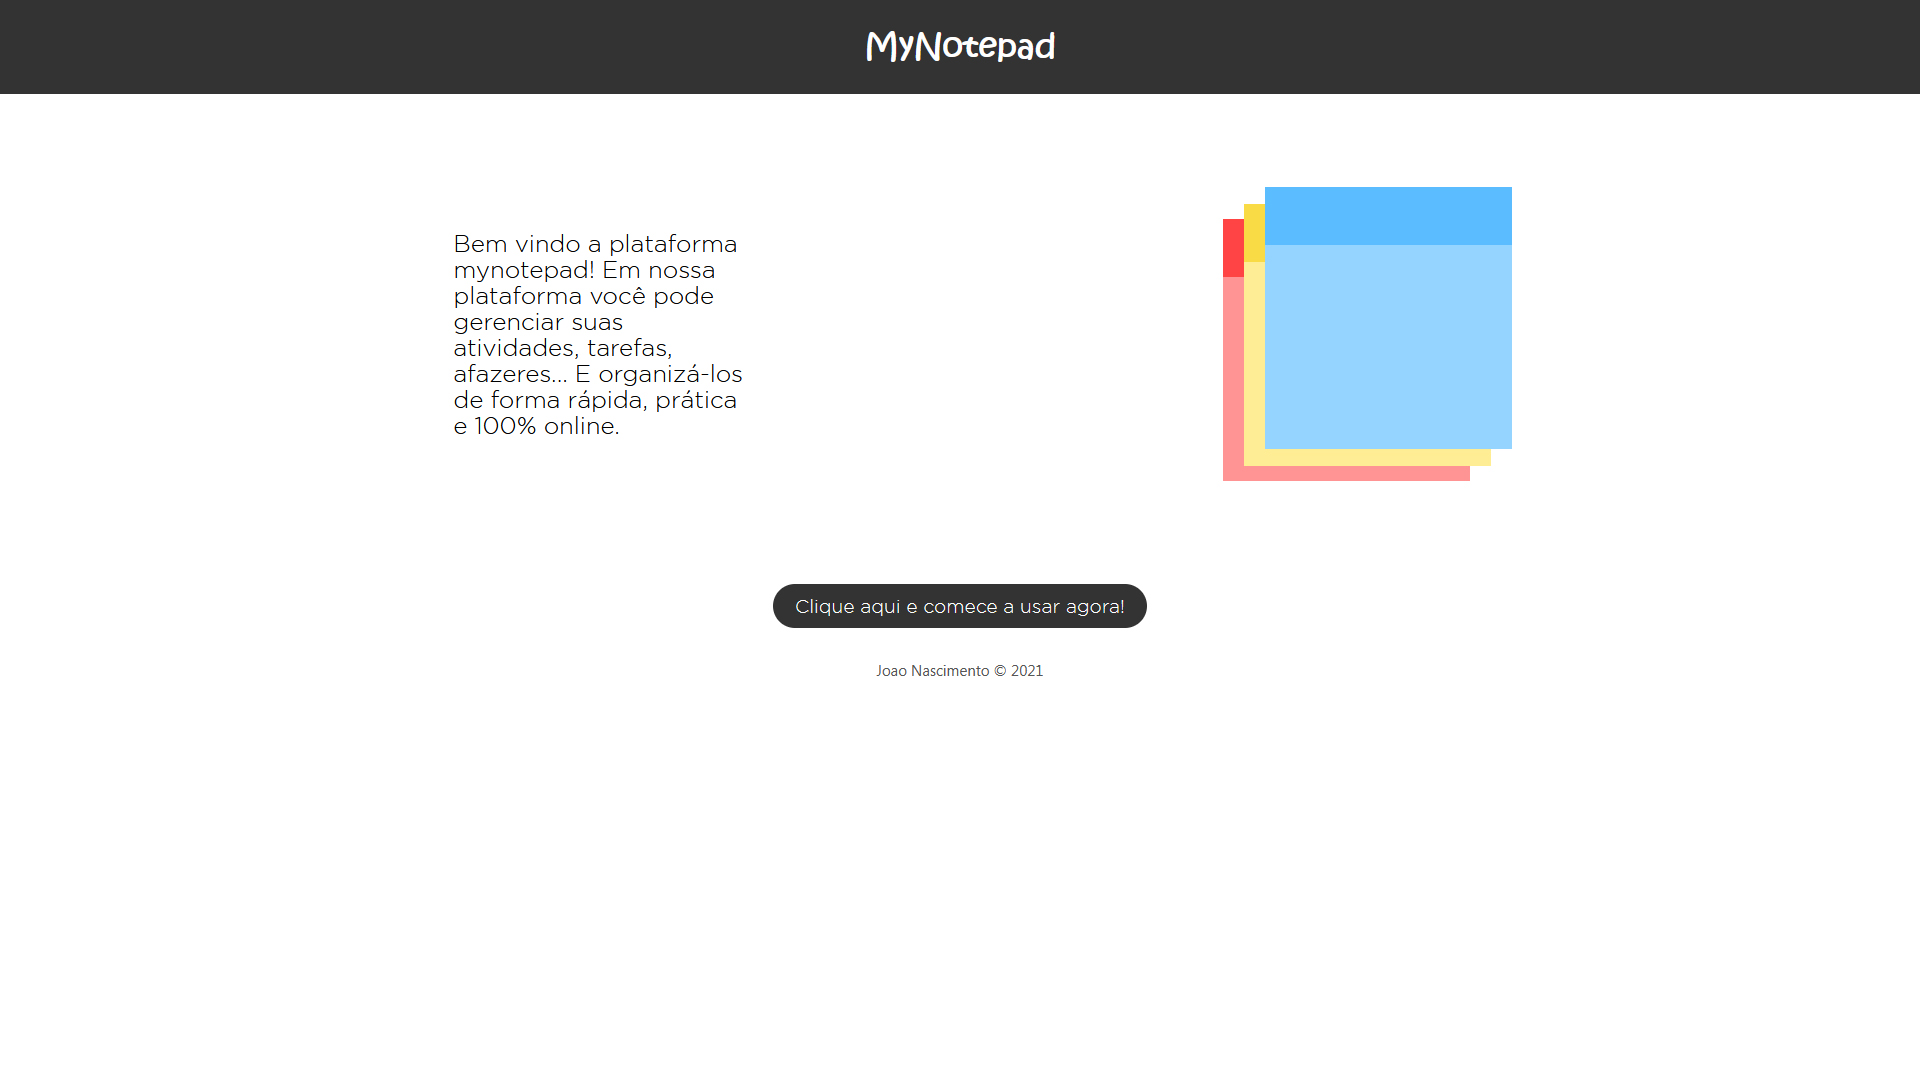 MyNotepad
Bem vindo a plataforma
mynotepad! Em nossa
plataforma você pode
gerenciar suas
atividades, tarefas,
afazeres... E organizá-los
de forma rápida, prática
e 100% online.
Clique aqui e comece a usar agora!
Joao Nascimento © 2021